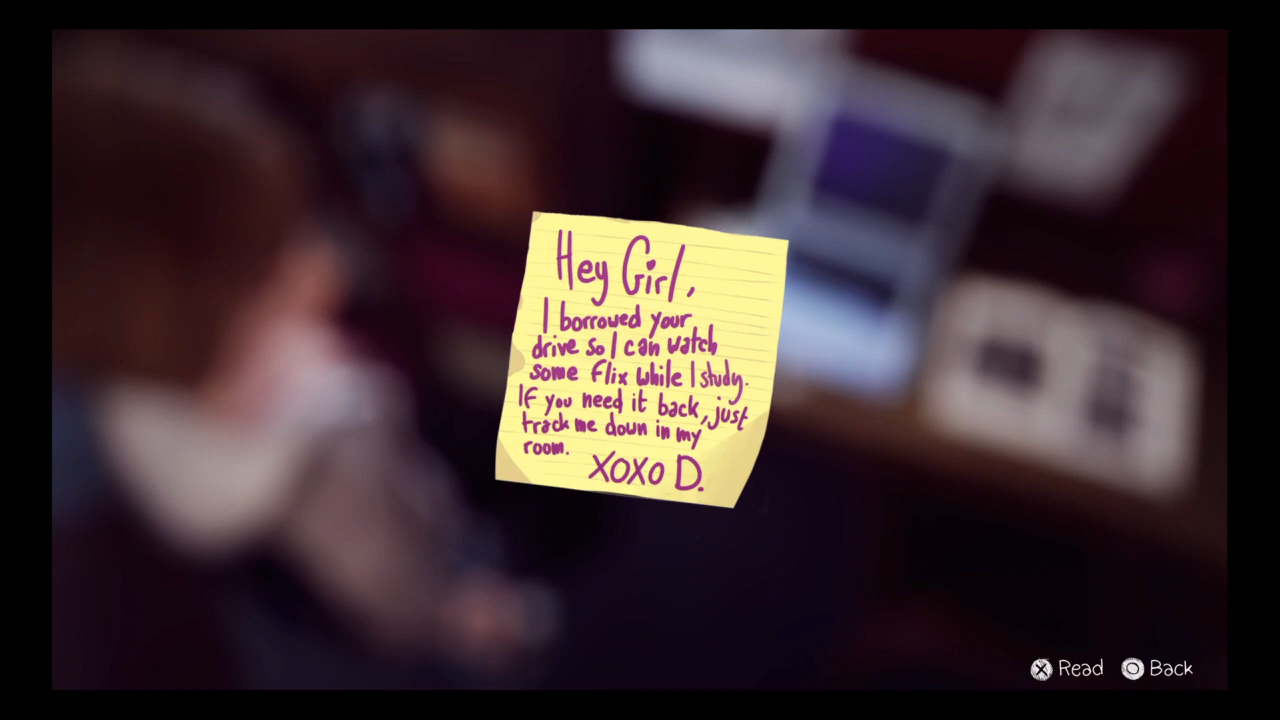 Hey Girl,
I borrowed your
drive so I can watch
some flix while I study.
If you need it back, just
track me down in my
room.
XOXO D.
Read Back